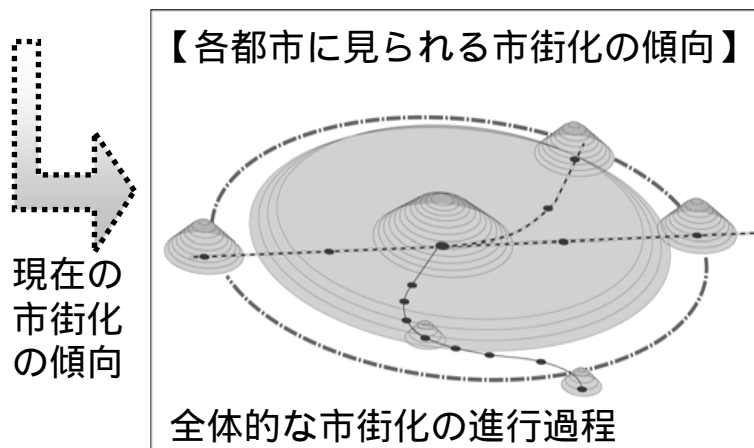 【各都市に見られる市街化の傾向】
現在の
市街化
の傾向
全体的な市街化の進行過程